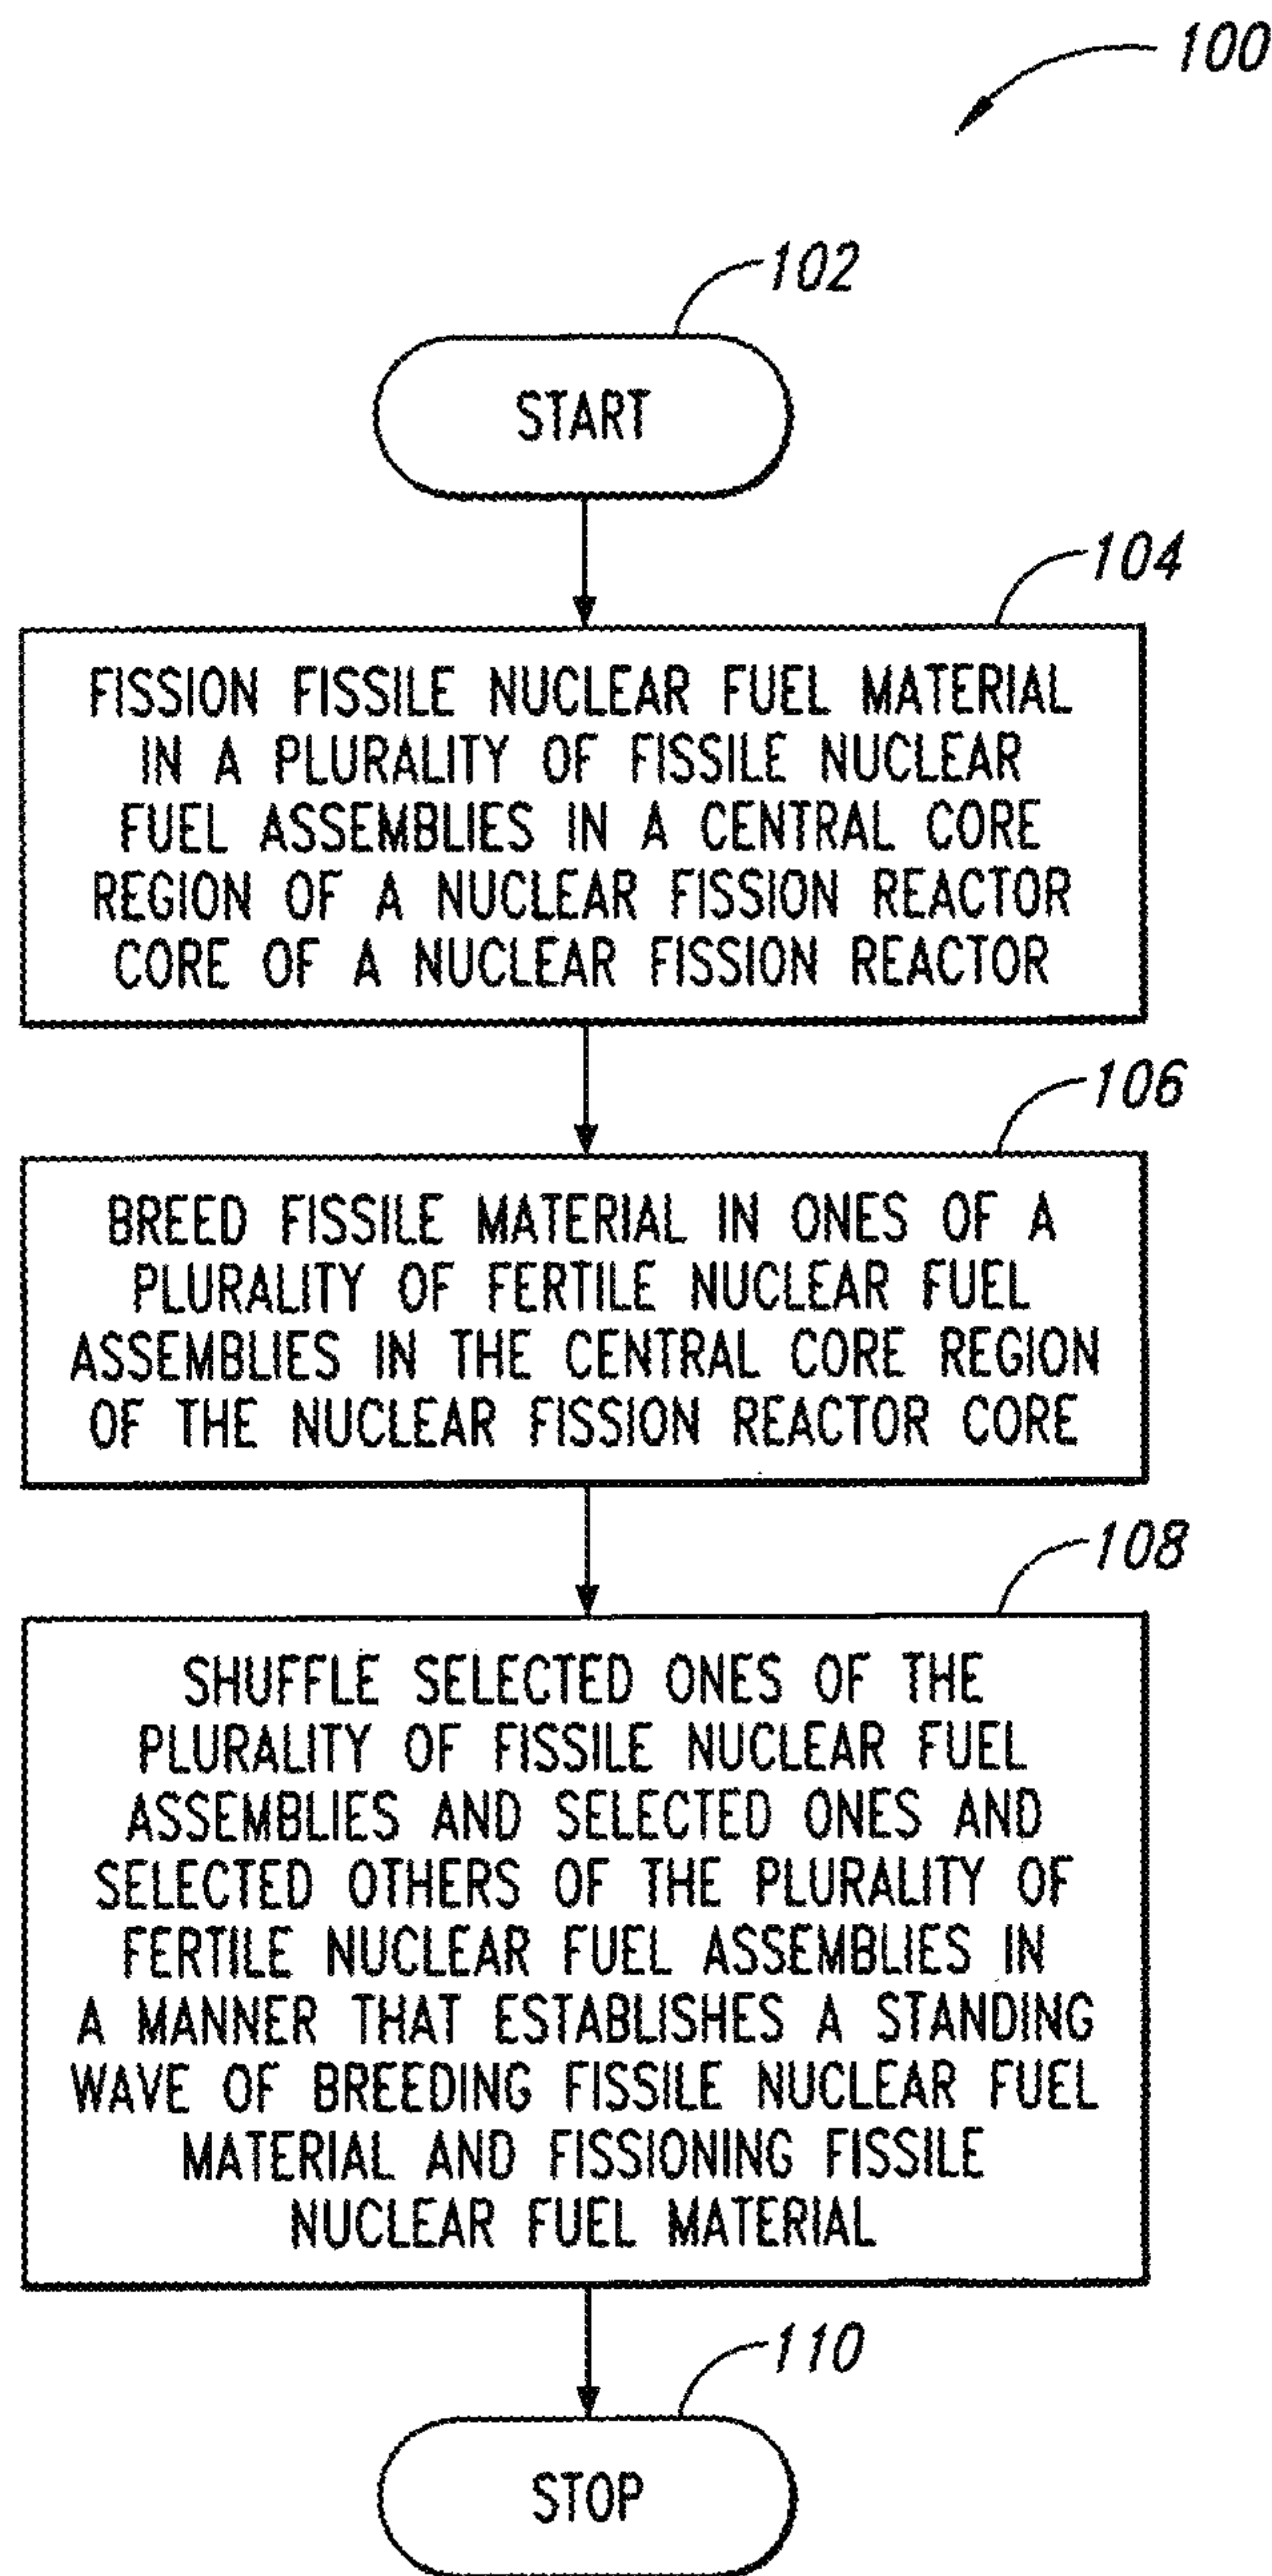 100
102
START
104
FISSION FISSILE NUCLEAR FUEL MATERIAL
IN A PLURALITY OF FISSILE NUCLEAR
FUEL ASSEMBLIES IN A CENTRAL CORE
REGION OF A NUCLEAR FISSION REACTOR
CORE OF A NUCLEAR FISSION REACTOR
106
BREED FISSILE MATERIAL IN ONES OF A
PLURALITY OF FERTILE NUCLEAR FUEL
ASSEMBLIES IN THE CENTRAL CORE REGION
OF THE NUCLEAR FISSION REACTOR CORE
108
SHUFFLE SELECTED ONES OF THE
PLURALITY OF FISSILE NUCLEAR FUEL
ASSEMBLIES AND SELECTED ONES AND
SELECTED OTHERS OF THE PLURALITY OF
FERTILE NUCLEAR FUEL ASSEMBLIES IN
A MANNER THAT ESTABLISHES A STANDING
WAVE OF BREEDING FISSILE NUCLEAR FUEL
MATERIAL AND FISSIONING FISSILE
NUCLEAR FUEL MATERIAL
110
STOP